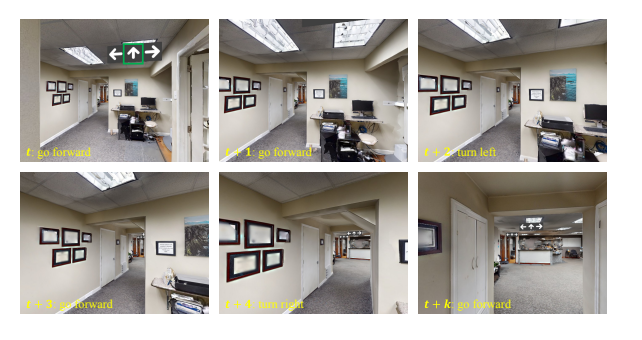 t: go forward
t + 1: go forward
t + 2: turn left
t + 3: go forward
t + 4: turn right
t + k: go forward